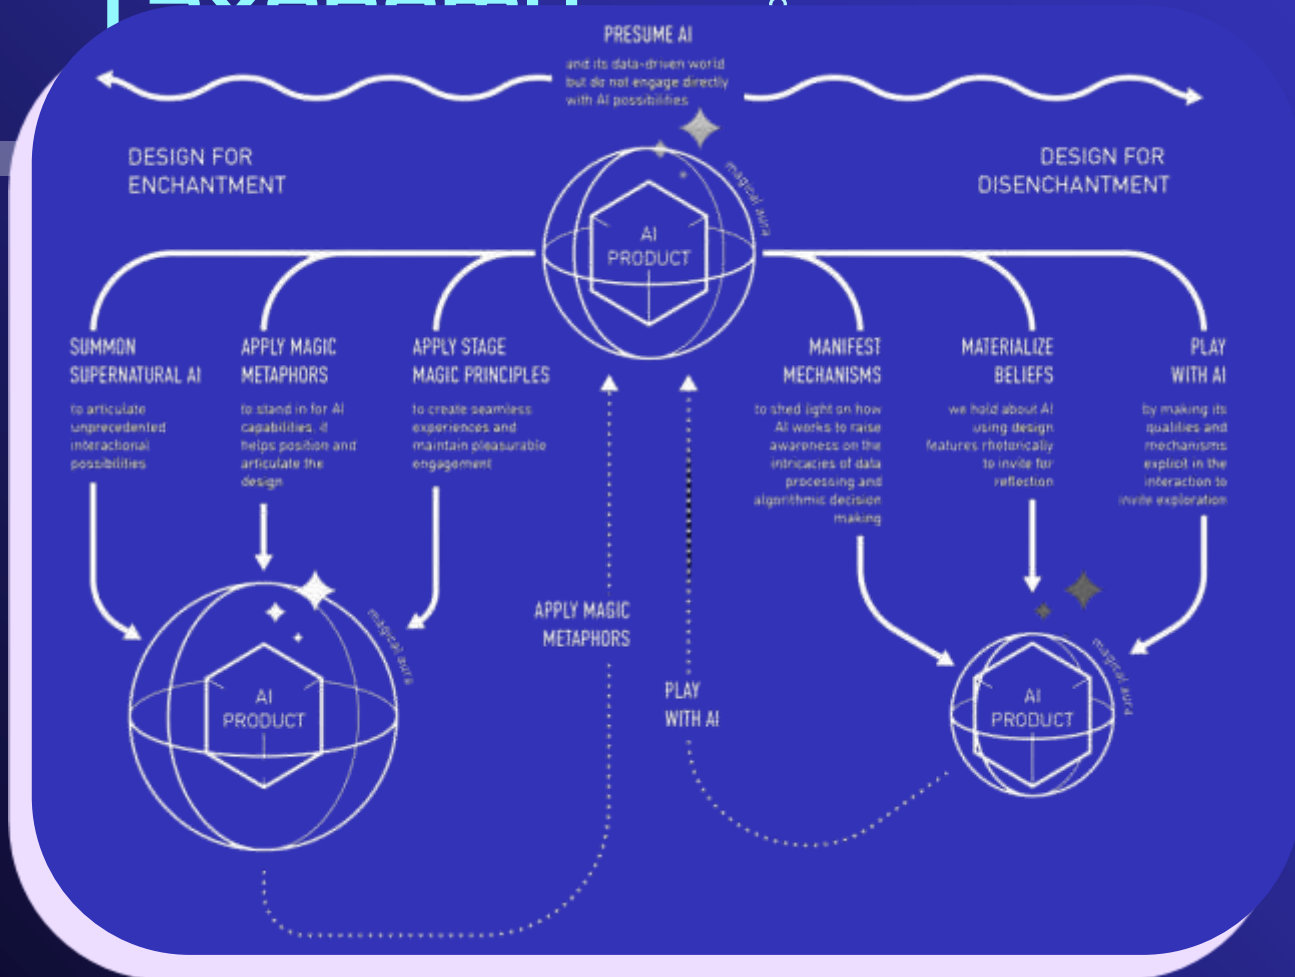 PRESUME AI
and its data-driven world
but do not engage directly
with AI possibilities
DESIGN FOR
ENCHANTMENT
DESIGN FOR
DISENCHANTMENT
magical aura
AI
PRODUCT
SUMMON
SUPERNATURAL AI
to articulate
unprecedented
interactional
possibilities
APPLY MAGIC
METAPHORS
to stand in for AI
capabilities, it
helps position and
articulate the
design
APPLY STAGE
MAGIC PRINCIPLES
to create seamless
experiences and
maintain pleasurable
engagement
MANIFEST
MECHANISMS
to shed light on how
AI works to raise
awareness on the
intricacies of data
processing and
algorithmic decision
making
MATERIALIZE
BELIEFS
we hold about AI
using design
features rhetorically
to invite for
reflection
PLAY
WITH AI
by making its
qualities and
mechanisms
explicit in the
interaction to
invite exploration
magical aura
AI
PRODUCT
APPLY MAGIC
METAPHORS
PLAY
WITH AI
magical aura
AI
PRODUCT